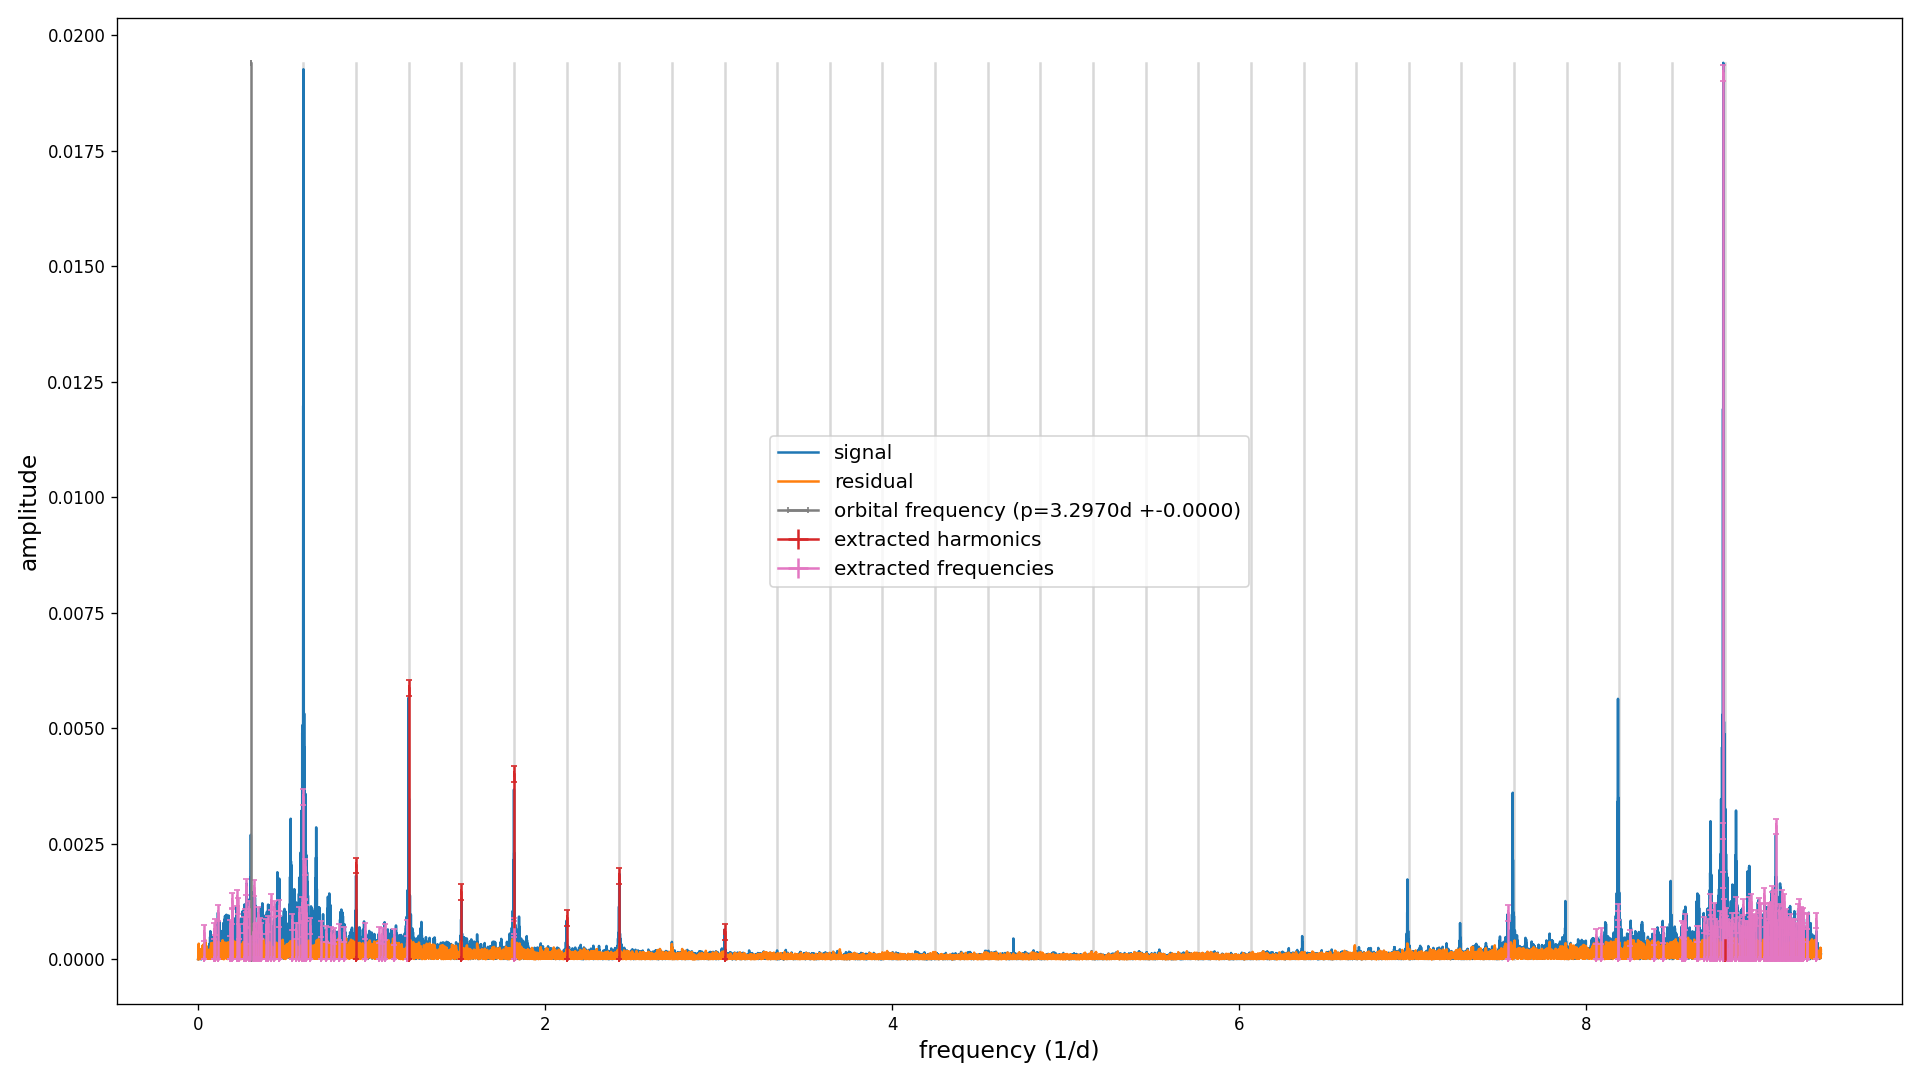 0.0200
0.0175
0.0150
0.0125
0.0100
0.0075
0.0050
0.0025
0.0000
amplitude
signal
residual
orbital frequency (p=3.2970d +-0.0000)
extracted harmonics
extracted frequencies
0 2 4 6 8
frequency (1/d)